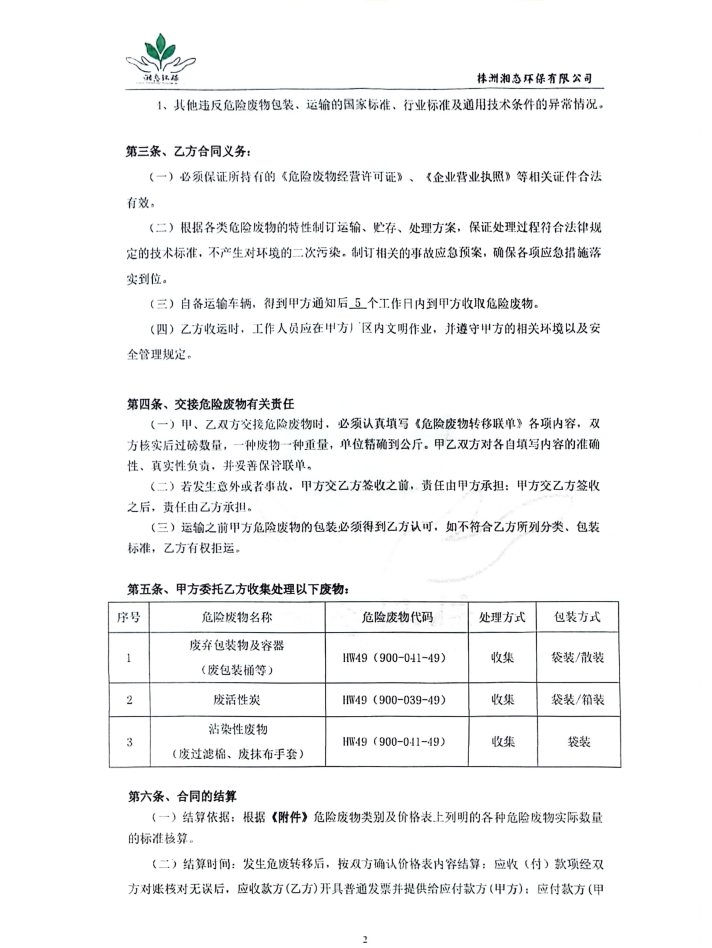 湘态环保
株洲湘态环保有限公司
4、其他违反危险废物包装、运输的国家标准、行业标准及通用技术条件的异常情况。
第三条、乙方合同义务：
（一）必须保证所持有的《危险废物经营许可证》、《企业营业执照》等相关证件合法
有效。
（二）根据各类危险废物的特性制订运输、贮存、处理方案，保证处理过程符合法律规
定的技术标准，不产生对环境的二次污染。制订相关的事故应急预案，确保各项应急措施落
实到位。
（三）自备运输车辆，得到甲方通知后 5 个工作日内到甲方收取危险废物。
（四）乙方收运时，工作人员应在甲方厂区内文明作业，并遵守甲方的相关环境以及安
全管理规定。
第四条、交接危险废物有关责任
（一）甲、乙双方交接危险废物时，必须认真填写《危险废物转移联单》各项内容，双
方核实后过磅数量，一种废物一种重量，单位精确到公斤。甲乙双方对各自填写内容的准确
性、真实性负责，并妥善保管联单。
（二）若发生意外或者事故，甲方交乙方签收之前，责任由甲方承担；甲方交乙方签收
之后，责任由乙方承担。
（三）运输之前甲方危险废物的包装必须得到乙方认可，如不符合乙方所列分类、包装
标准，乙方有权拒运。
第五条、甲方委托乙方收集处理以下废物：
序号 危险废物名称 危险废物代码 处理方式 包装方式
1 废弃包装物及容器（废包装桶等） HW49（900-041-49） 收集 袋装/散装
2 废活性炭 HW49（900-039-49） 收集 袋装/箱装
3 沾染性废物（废过滤棉、废抹布手套） HW49（900-041-49） 收集 袋装
第六条、合同的结算
（一）结算依据：根据《附件》危险废物类别及价格表上列明的各种危险废物实际数量
的标准核算。
（二）结算时间：发生危废转移后，按双方确认价格表内容结算；应收（付）款项经双
方对账核对无误后，应收款方(乙方)开具普通发票并提供给应付款方(甲方)；应付款方(甲
2